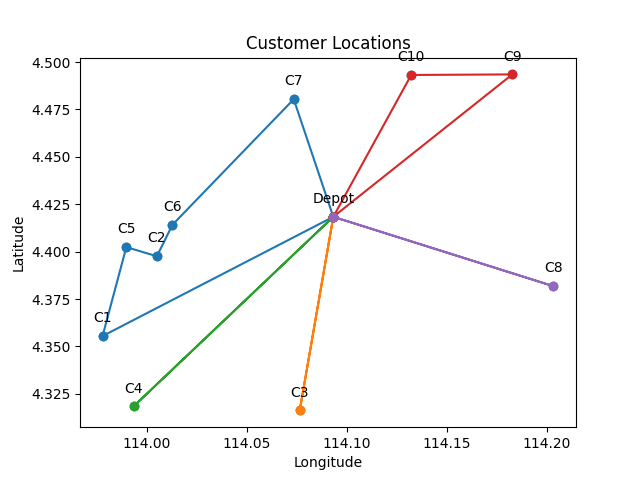 Customer Locations
C10
C9
C7
Depot
C6
C5
C2
C8
C1
C4
C3
4.500
4.475
4.450
4.425
4.400
4.375
4.350
4.325
Latitude
114.00 114.05 114.10 114.15 114.20
Longitude